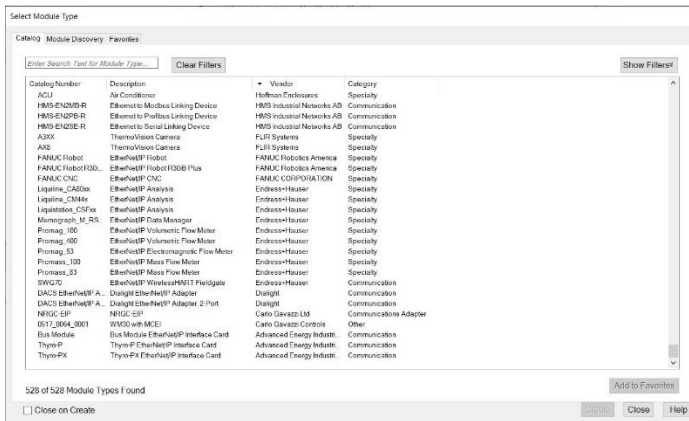 Select Module Type
Catalog Module Discovery Favorites
Enter Search Text for Module Type... Clear Filters Show Filters
Catalog Number Description Vendor Category
ACU Air Conditioner Hoffman Enclosures Specialty
HMS-EN2MB-R Ethernet to Modbus Linking Device HMS Industrial Networks AB Communication
HMS-EN2PB-R Ethernet to Profibus Linking Device HMS Industrial Networks AB Communication
HMS-EN2SE-R Ethernet to Serial Linking Device HMS Industrial Networks AB Communication
A3XX ThermoVision Camera FLIR Systems Specialty
AX8 ThermoVision Camera FLIR Systems Specialty
FANUC Robot EtherNet/IP Robot FANUC Robotics America Specialty
FANUC Robot R30... EtherNet/IP Robot R30iB Plus FANUC Robotics America Specialty
FANUC CNC EtherNet/IP CNC FANUC CORPORATION Specialty
Liquiline_CA80xx EtherNet/IP Analysis Endress+Hauser Specialty
Liquiline_CM44x EtherNet/IP Analysis Endress+Hauser Specialty
Liquistation_CSFxx EtherNet/IP Analysis Endress+Hauser Specialty
Memograph_M_RS... EtherNet/IP Data Manager Endress+Hauser Specialty
Promag_100 EtherNet/IP Volumetric Flow Meter Endress+Hauser Specialty
Promag_400 EtherNet/IP Volumetric Flow Meter Endress+Hauser Specialty
Promag_53 EtherNet/IP Electromagnetic Flow Meter Endress+Hauser Specialty
Promass_100 EtherNet/IP Mass Flow Meter Endress+Hauser Specialty
Promass_83 EtherNet/IP Mass Flow Meter Endress+Hauser Specialty
SWG70 EtherNet/IP WirelessHART Fieldgate Endress+Hauser Communication
DACS EtherNet/IP A... Dialight EtherNet/IP Adapter Dialight Communication
DACS EtherNet/IP A... Dialight EtherNet/IP Adapter. 2-Port Dialight Communication
NRGC-EIP NRGC-EIP Carlo Gavazzi Communications Adapter
0517_0064_0001 WM30 with MCEI Carlo Gavazzi Controls Other
Bus Module Bus Module EtherNet/IP Interface Card Advanced Energy Industri... Communication
Thyro-P Thyro-P EtherNet/IP Interface Card Advanced Energy Industri... Communication
Thyro-PX Thyro-PX EtherNet/IP Interface Card Advanced Energy Industri... Communication
528 of 528 Module Types Found Add to Favorites
Close on Create Create Close Help